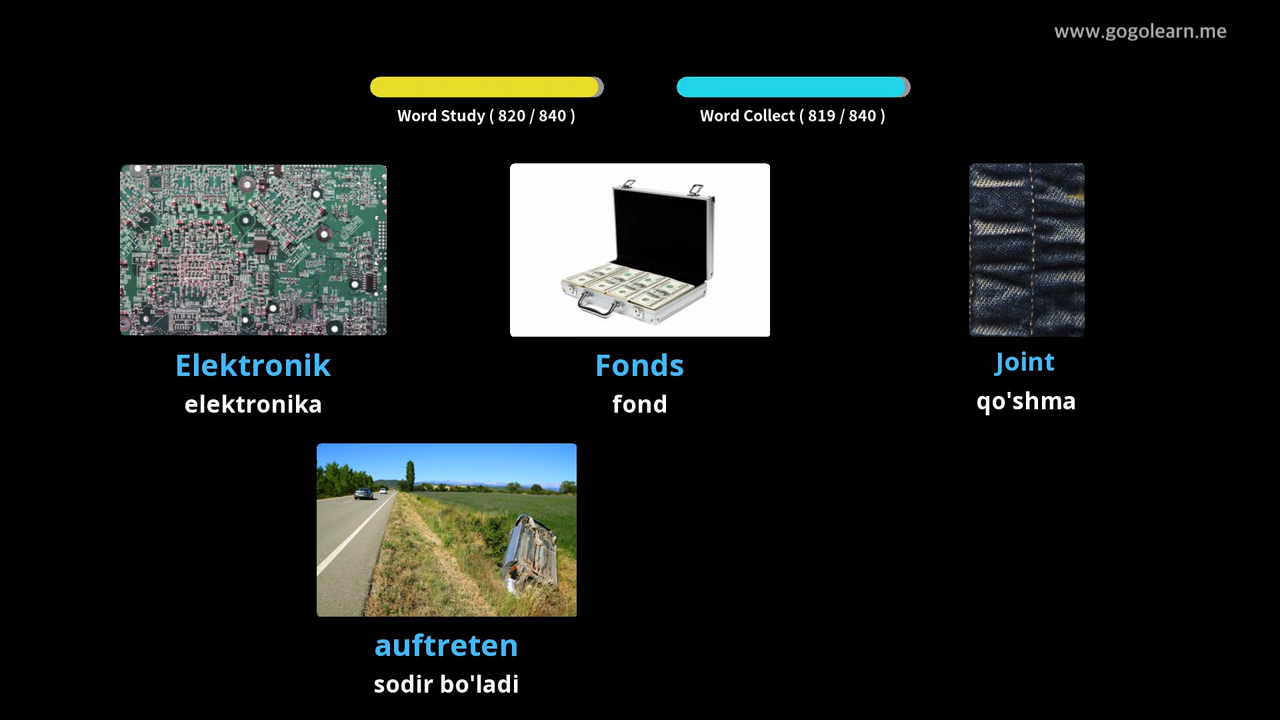 www.gogolearn.me
Word Study ( 820 / 840 )
Word Collect ( 819 / 840 )
Elektronik
elektronika
Fonds
fond
Joint
qo'shma
auftreten
sodir bo'ladi